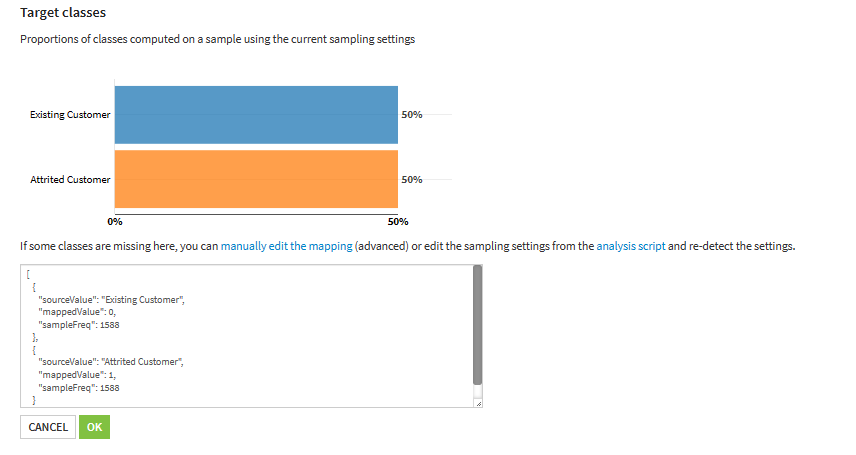 Target classes
Proportions of classes computed on a sample using the current sampling settings
Existing Customer 50%
Attrited Customer 50%
0% 50%
If some classes are missing here, you can manually edit the mapping (advanced) or edit the sampling settings from the analysis script and re-detect the settings.
[
{
"sourceValue": "Existing Customer",
"mappedValue": 0,
"sampleFreq": 1588
},
{
"sourceValue": "Attrited Customer",
"mappedValue": 1,
"sampleFreq": 1588
}
CANCEL OK